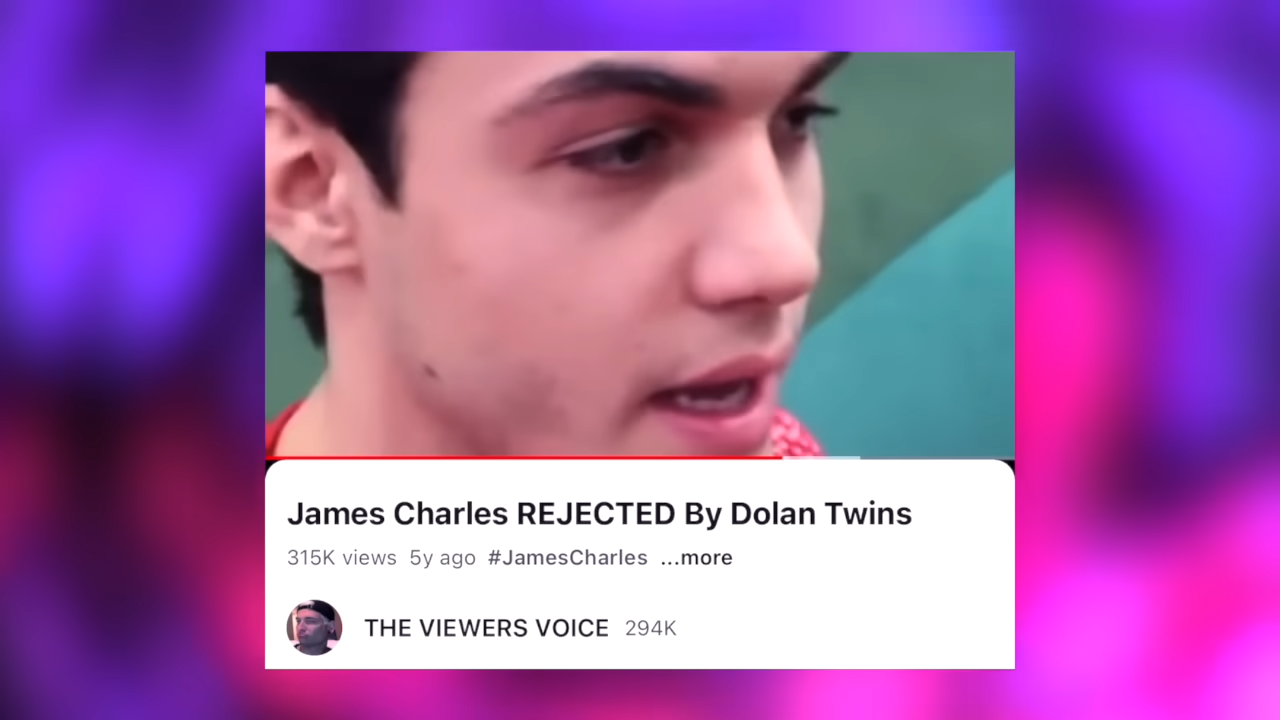 James Charles REJECTED By Dolan Twins
315K views 5y ago #JamesCharles ...more
THE VIEWERS VOICE 294K